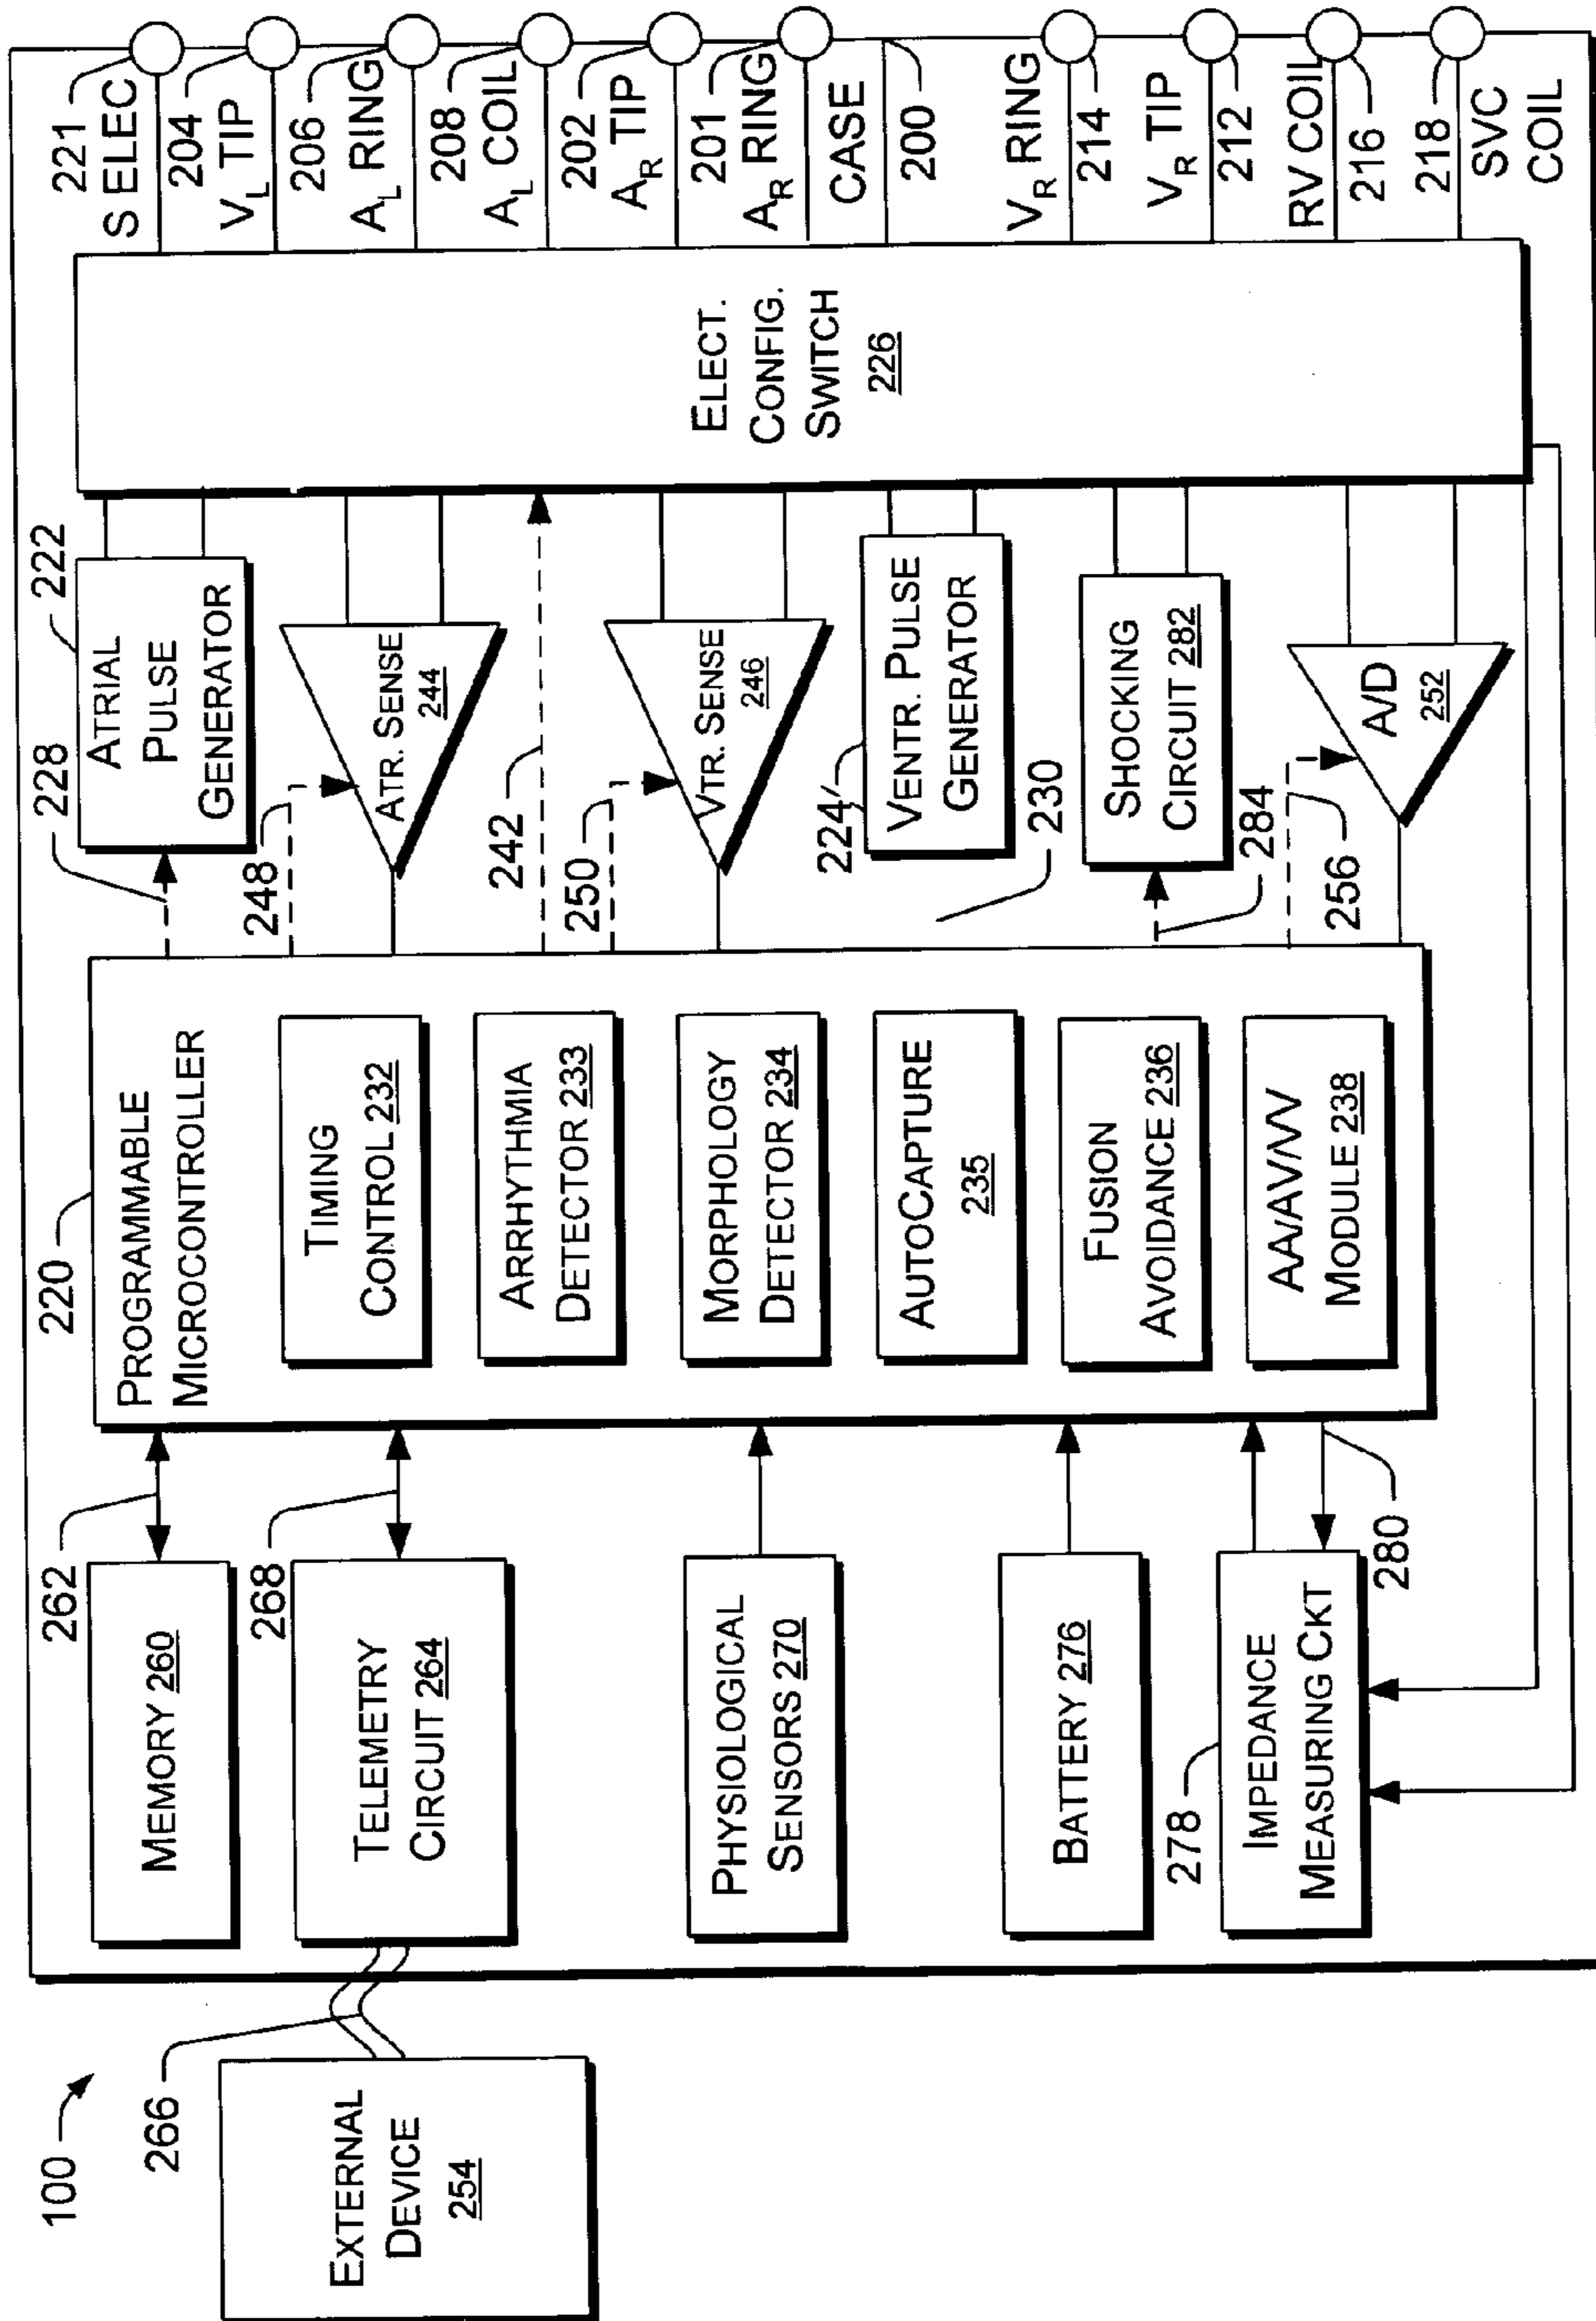 100
EXTERNAL
DEVICE
254
266
MEMORY 260
262
TELEMETRY
CIRCUIT 264
268
PHYSIOLOGICAL
SENSORS 270
BATTERY 276
278
IMPEDANCE
MEASURING CKT
280
220
PROGRAMMABLE
MICROCONTROLLER
TIMING
CONTROL 232
ARRHYTHMIA
DETECTOR 233
MORPHOLOGY
DETECTOR 234
AUTOCAPTURE
235
FUSION
AVOIDANCE 236
AA/AV/VV
MODULE 238
228
222
ATRIAL
PULSE
GENERATOR
248
ATR. SENSE
244
242
250
VTR. SENSE
246
224
VENTR. PULSE
GENERATOR
230
SHOCKING
CIRCUIT 282
284
256
A/D
252
ELECT.
CONFIG.
SWITCH
226
221
S ELEC
204
VL TIP
206
AL RING
208
AL COIL
202
AR TIP
201
AR RING
CASE
200
VR RING
214
VR TIP
212
RV COIL
216
218
SVC
COIL